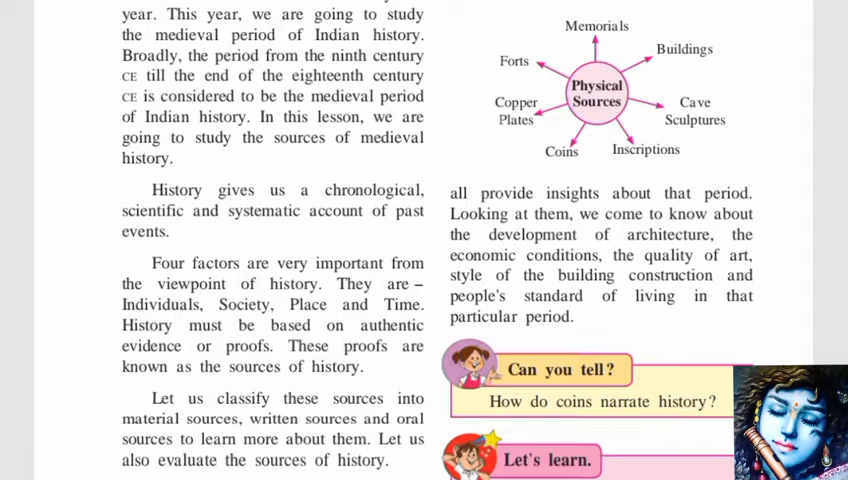 year. This year, we are going to study
the medieval period of Indian history.
Broadly, the period from the ninth century
CE till the end of the eighteenth century
CE is considered to be the medieval period
of Indian history. In this lesson, we are
going to study the sources of medieval
history.
History gives us a chronological,
scientific and systematic account of past
events.
Four factors are very important from
the viewpoint of history. They are –
Individuals, Society, Place and Time.
History must be based on authentic
evidence or proofs. These proofs are
known as the sources of history.
Let us classify these sources into
material sources, written sources and oral
sources to learn more about them. Let us
also evaluate the sources of history.
Memorials
Buildings
Forts
Physical
Sources
Copper
Plates
Cave
Sculptures
Coins
Inscriptions
all provide insights about that period.
Looking at them, we come to know about
the development of architecture, the
economic conditions, the quality of art,
style of the building construction and
people's standard of living in that
particular period.
Can you tell?
How do coins narrate history?
Let's learn.